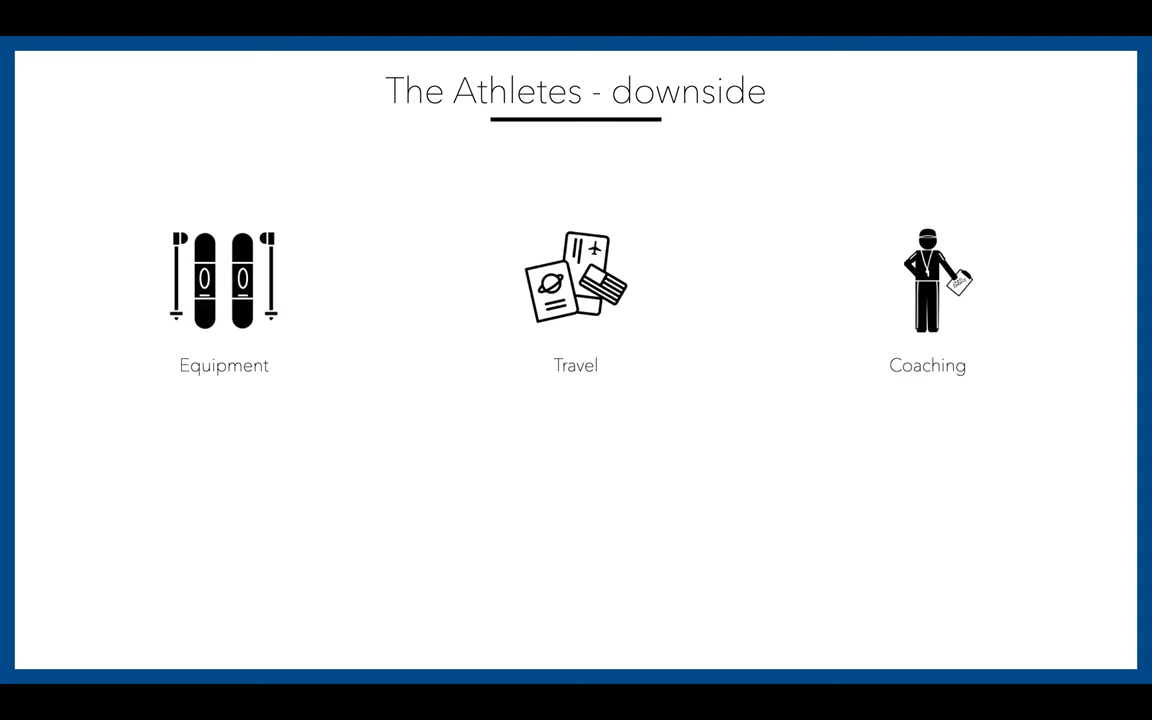 The Athletes - downside
Equipment
Travel
Coaching